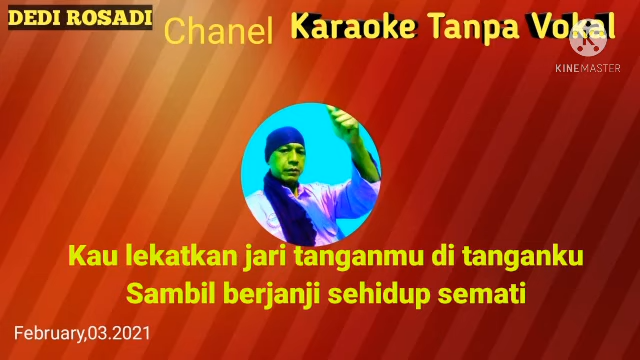 DEDI ROSADI
Chanel Karaoke Tanpa Vokal
KINEMASTER
Kau lekatkan jari tanganmu di tanganku
Sambil berjanji sehidup semati
February,03.2021